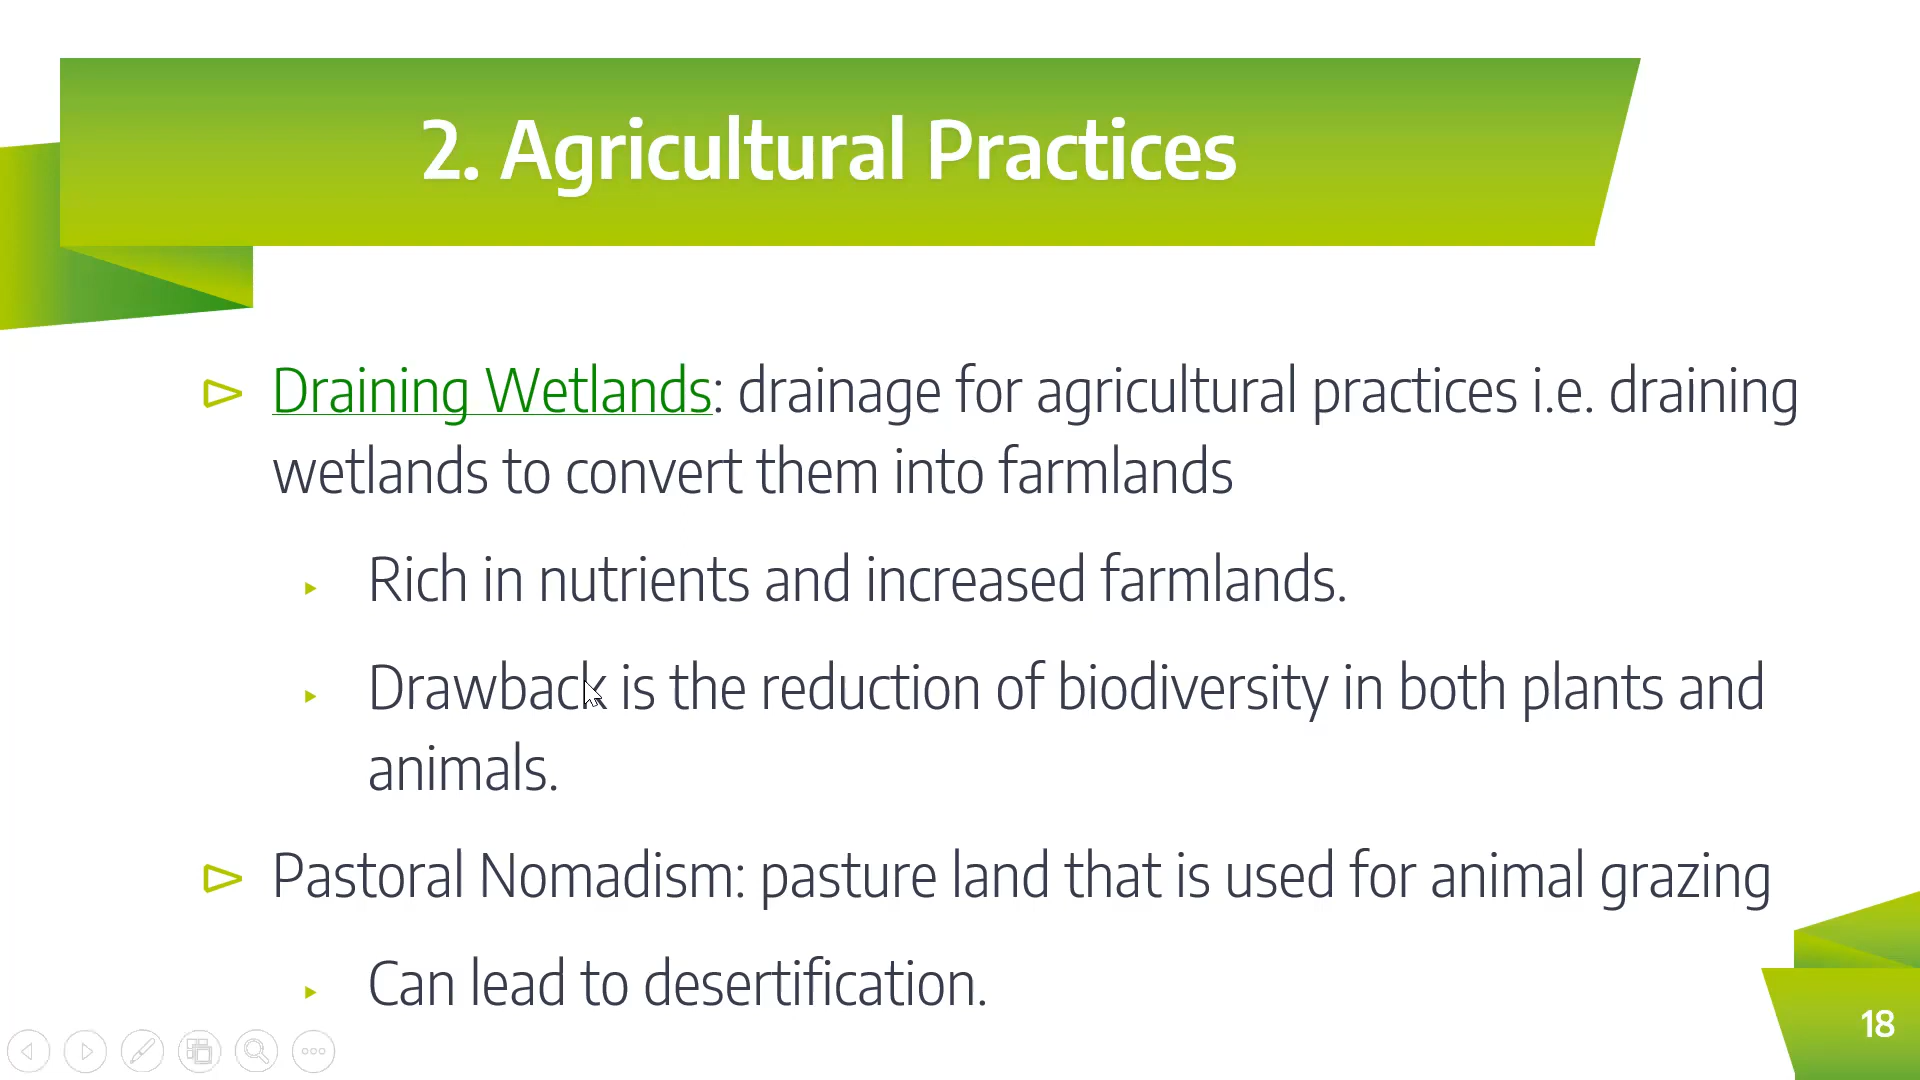 2. Agricultural Practices
Draining Wetlands: drainage for agricultural practices i.e. draining
wetlands to convert them into farmlands
Rich in nutrients and increased farmlands.
Drawback is the reduction of biodiversity in both plants and
animals.
Pastoral Nomadism: pasture land that is used for animal grazing
Can lead to desertification.
18